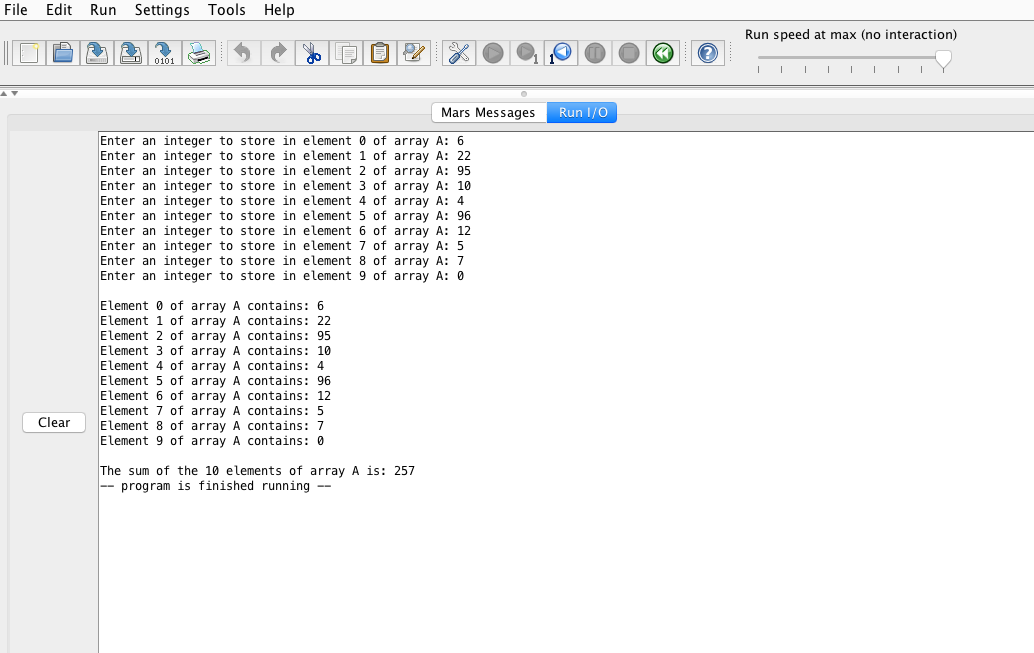 File Edit Run Settings Tools Help
Run speed at max (no interaction)
0101
1
1
Mars Messages Run I/O
Enter an integer to store in element 0 of array A: 6
Enter an integer to store in element 1 of array A: 22
Enter an integer to store in element 2 of array A: 95
Enter an integer to store in element 3 of array A: 10
Enter an integer to store in element 4 of array A: 4
Enter an integer to store in element 5 of array A: 96
Enter an integer to store in element 6 of array A: 12
Enter an integer to store in element 7 of array A: 5
Enter an integer to store in element 8 of array A: 7
Enter an integer to store in element 9 of array A: 0
Element 0 of array A contains: 6
Element 1 of array A contains: 22
Element 2 of array A contains: 95
Element 3 of array A contains: 10
Element 4 of array A contains: 4
Element 5 of array A contains: 96
Element 6 of array A contains: 12
Element 7 of array A contains: 5
Element 8 of array A contains: 7
Element 9 of array A contains: 0
Clear
The sum of the 10 elements of array A is: 257
-- program is finished running --